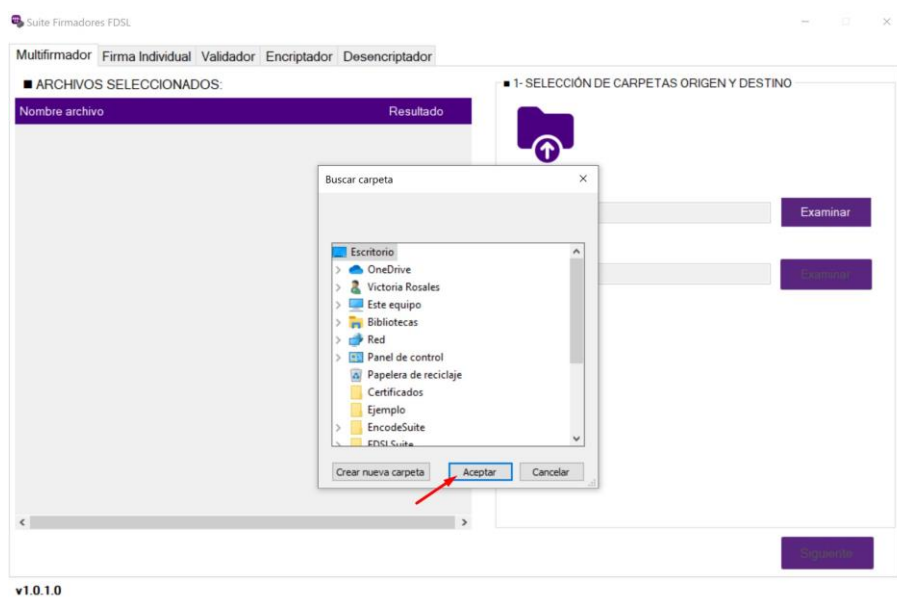 Suite Firmadores FDSL
Multifirmador Firma Individual Validador Encriptador Desencriptador
■ ARCHIVOS SELECCIONADOS:
Nombre archivo Resultado
■ 1- SELECCIÓN DE CARPETAS ORIGEN Y DESTINO
Examinar
Examinar
Buscar carpeta
Escritorio
OneDrive
Victoria Rosales
Este equipo
Bibliotecas
Red
Panel de control
Papelera de reciclaje
Certificados
Ejemplo
EncodeSuite
FDSLSuite
Crear nueva carpeta Aceptar Cancelar
Siguiente
v1.0.1.0